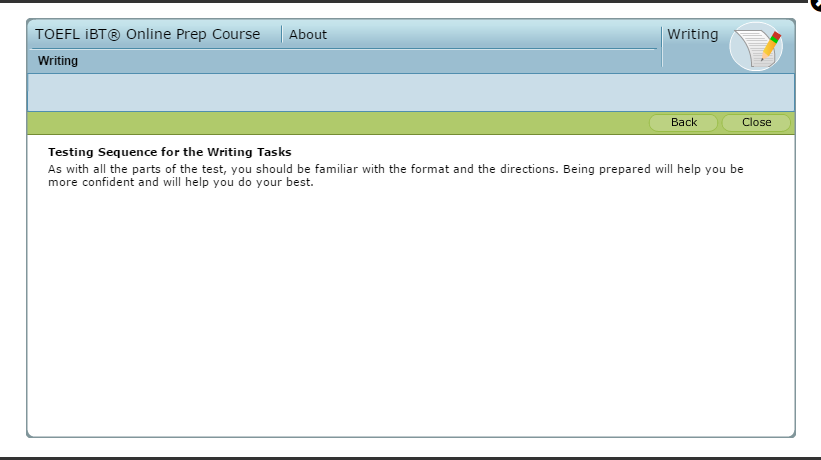 TOEFL iBT® Online Prep Course About Writing
Writing
Back Close
Testing Sequence for the Writing Tasks
As with all the parts of the test, you should be familiar with the format and the directions. Being prepared will help you be
more confident and will help you do your best.